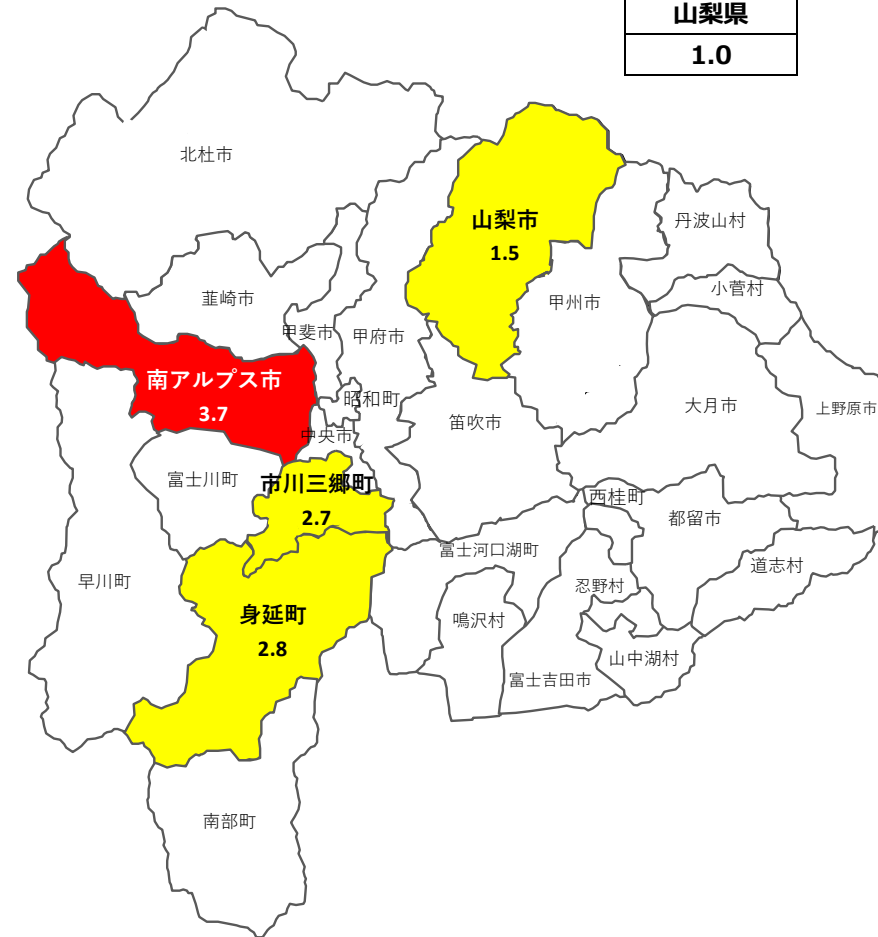 山梨県
1.0
北杜市
山梨市
1.5
丹波山村
小菅村
韮崎市
甲斐市
甲府市
甲州市
南アルプス市
3.7
昭和町
中央市
笛吹市
大月市
上野原市
富士川町
市川三郷町
2.7
西桂町
都留市
富士河口湖町
道志村
早川町
忍野村
身延町
2.8
鳴沢村
山中湖村
富士吉田市
南部町